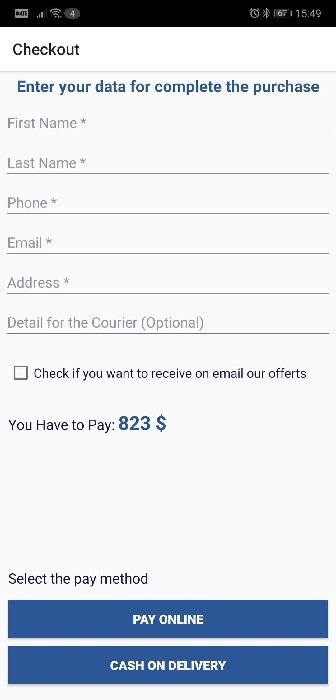 4 67 15:49
Checkout
Enter your data for complete the purchase
First Name *
Last Name *
Phone *
Email *
Address *
Detail for the Courier (Optional)
Check if you want to receive on email our offerts
You Have to Pay: 823 $
Select the pay method
PAY ONLINE
CASH ON DELIVERY